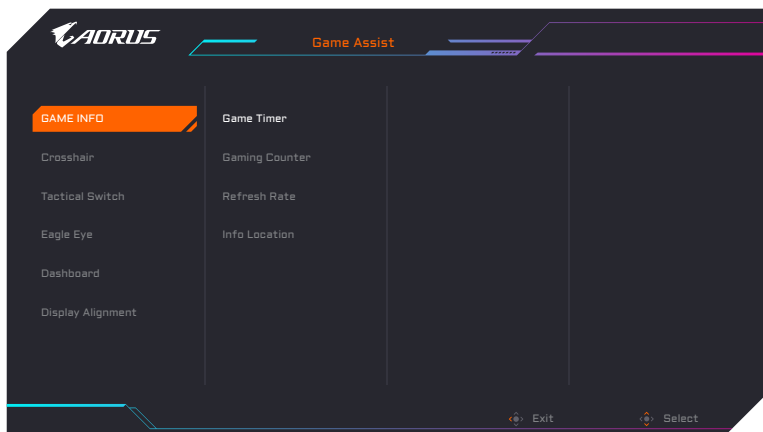 AORUS
Game Assist
GAME INFO
Crosshair
Tactical Switch
Eagle Eye
Dashboard
Display Alignment
Game Timer
Gaming Counter
Refresh Rate
Info Location
Exit
Select